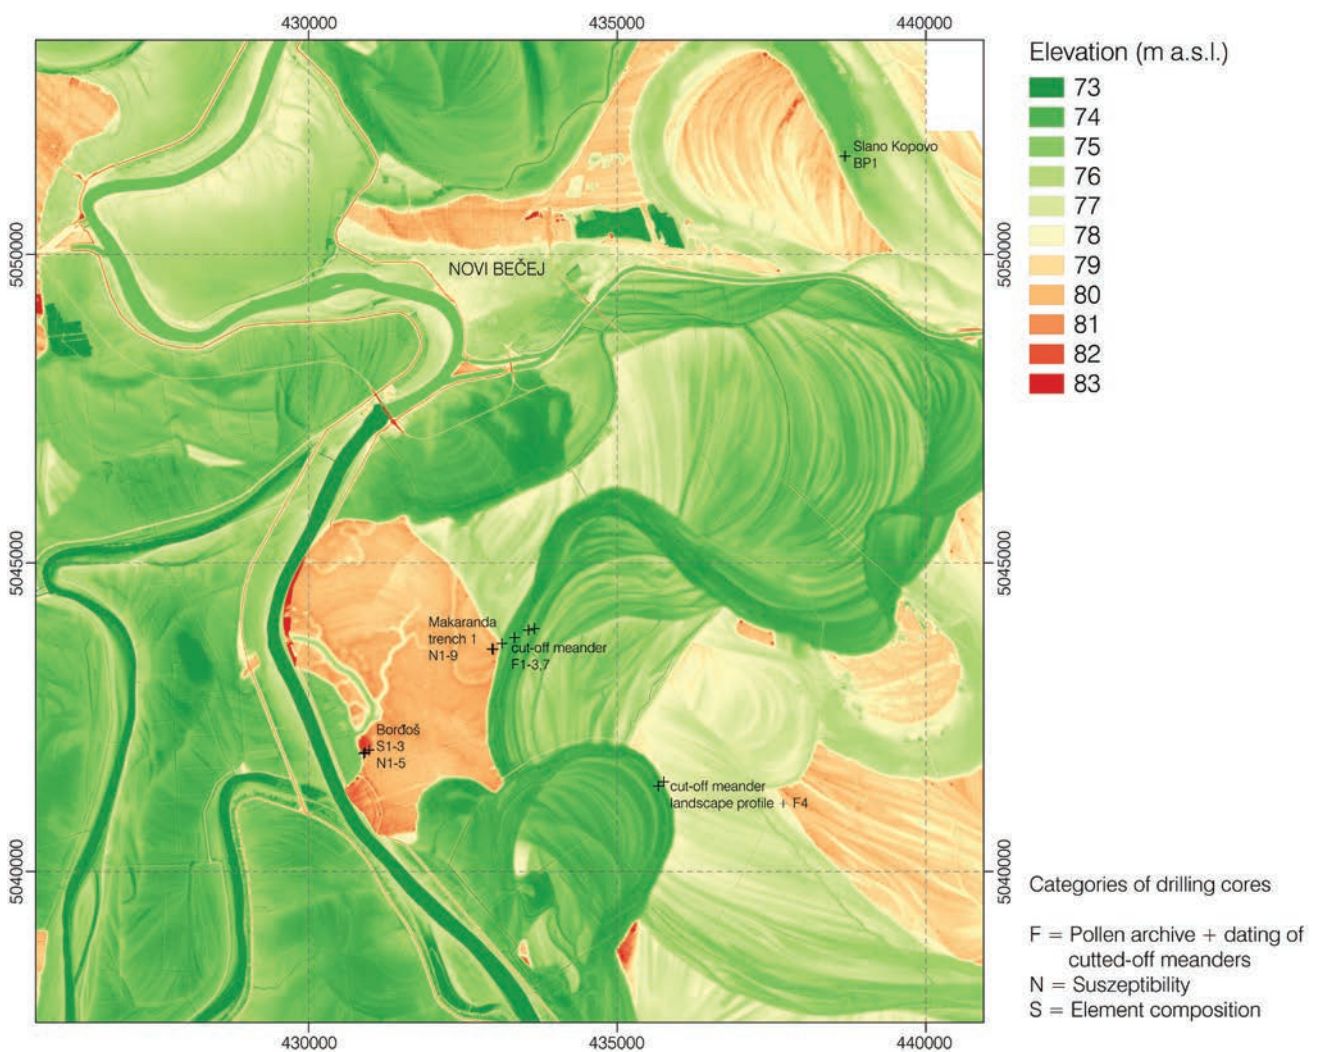 430000
435000
440000
Elevation (m a.s.l.)
73
74
75
76
77
78
79
80
81
82
83
Slano Kopovo
BP1
5050000
5050000
NOVI BEČEJ
5045000
5045000
Makaranda
trench 1
N1-9
cut-off meander
F1-3,7
Borđoš
S1-3
N1-5
cut-off meander
landscape profile + F4
5040000
5040000
Categories of drilling cores
F = Pollen archive + dating of
cutted-off meanders
N = Suszeptibility
S = Element composition
430000
435000
440000